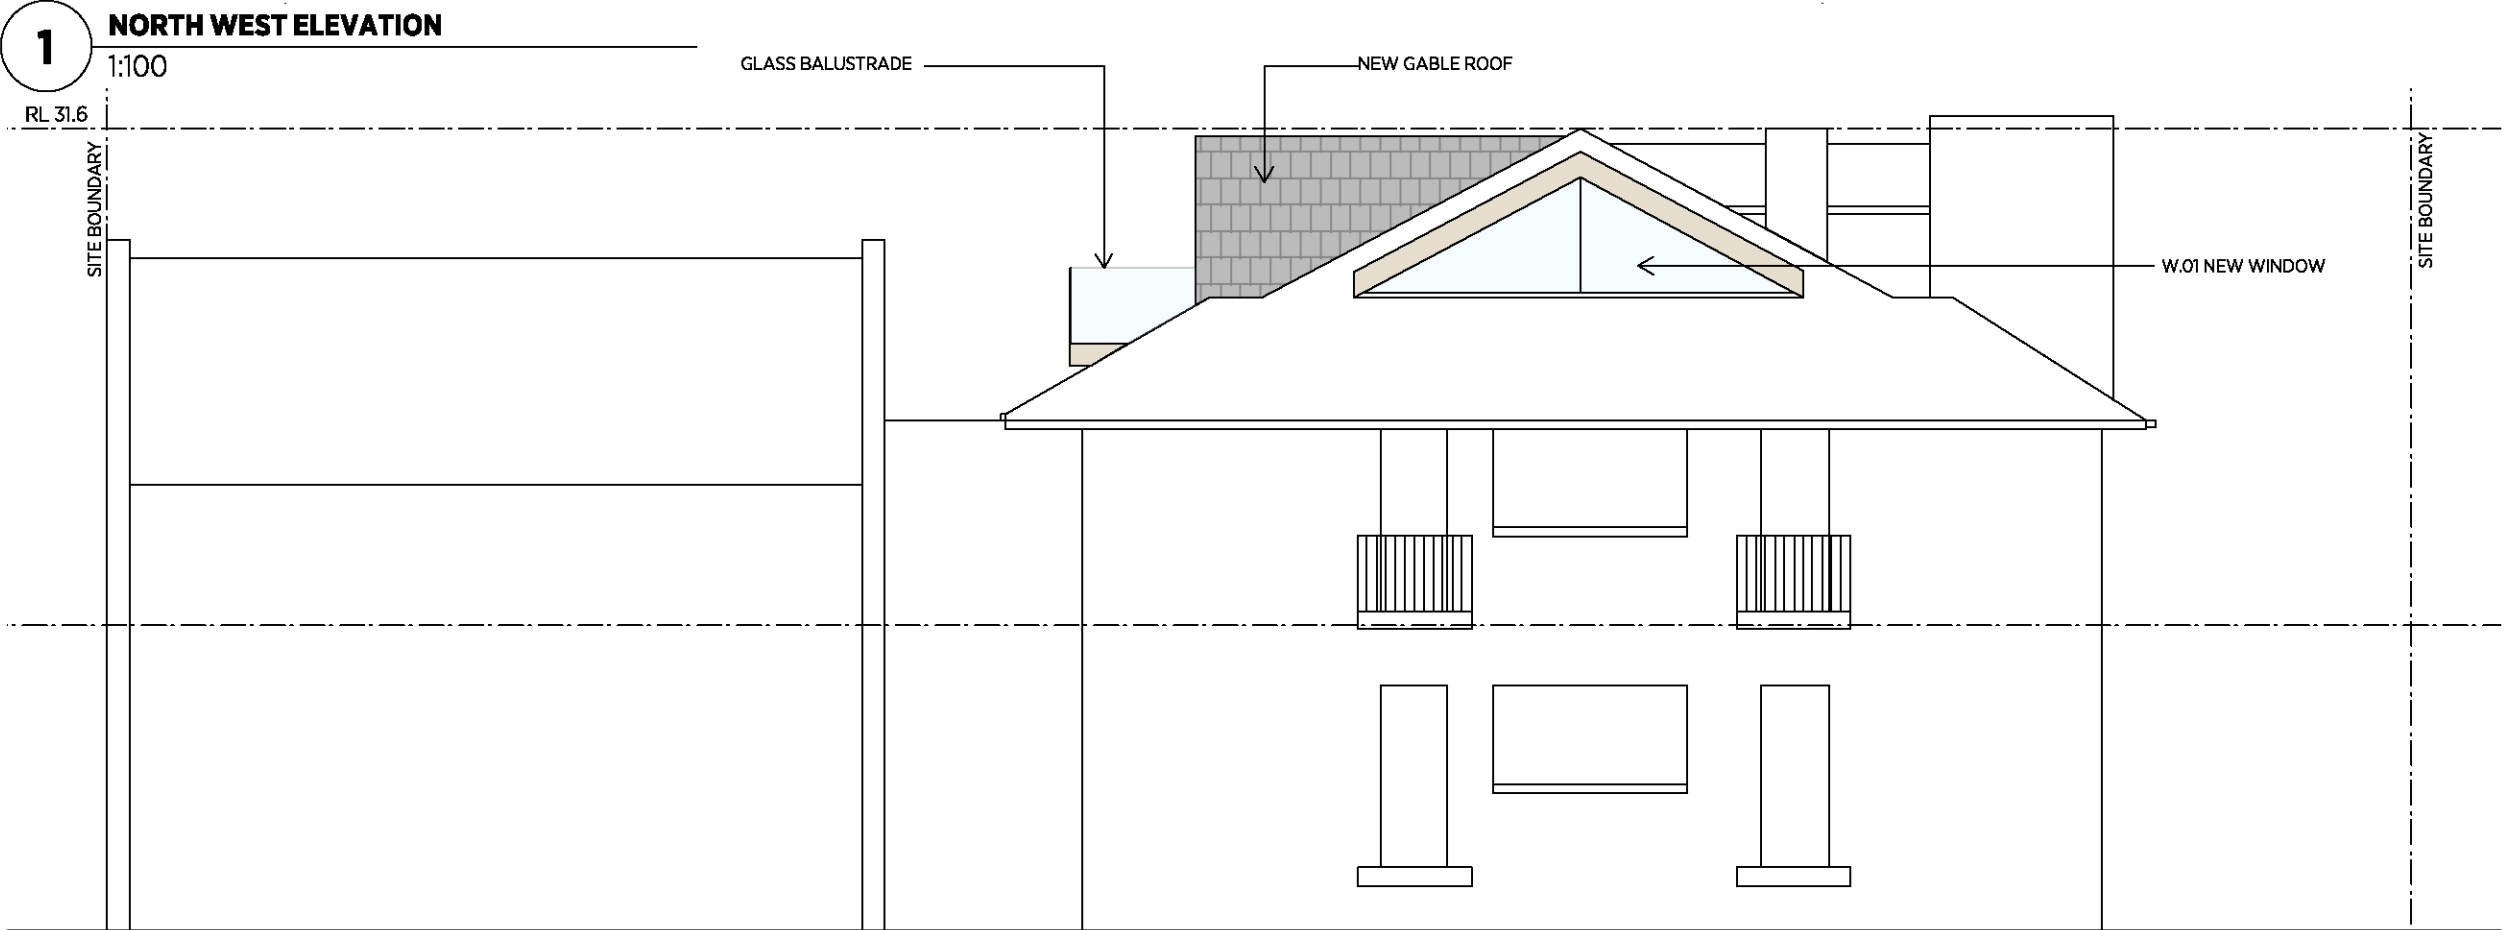 1
NORTH WEST ELEVATION
1:100
GLASS BALUSTRADE
NEW GABLE ROOF
RL 31.6
SITE BOUNDARY
SITE BOUNDARY
W.01 NEW WINDOW